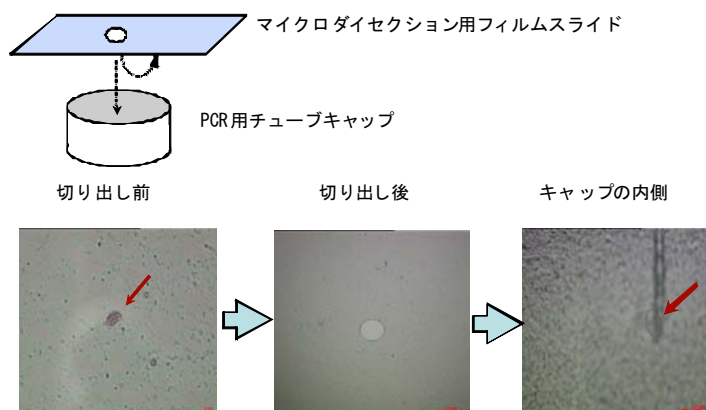 マイクロダイセクション用フィルムスライド
PCR用チューブキャップ
切り出し前
切り出し後
キャップの内側